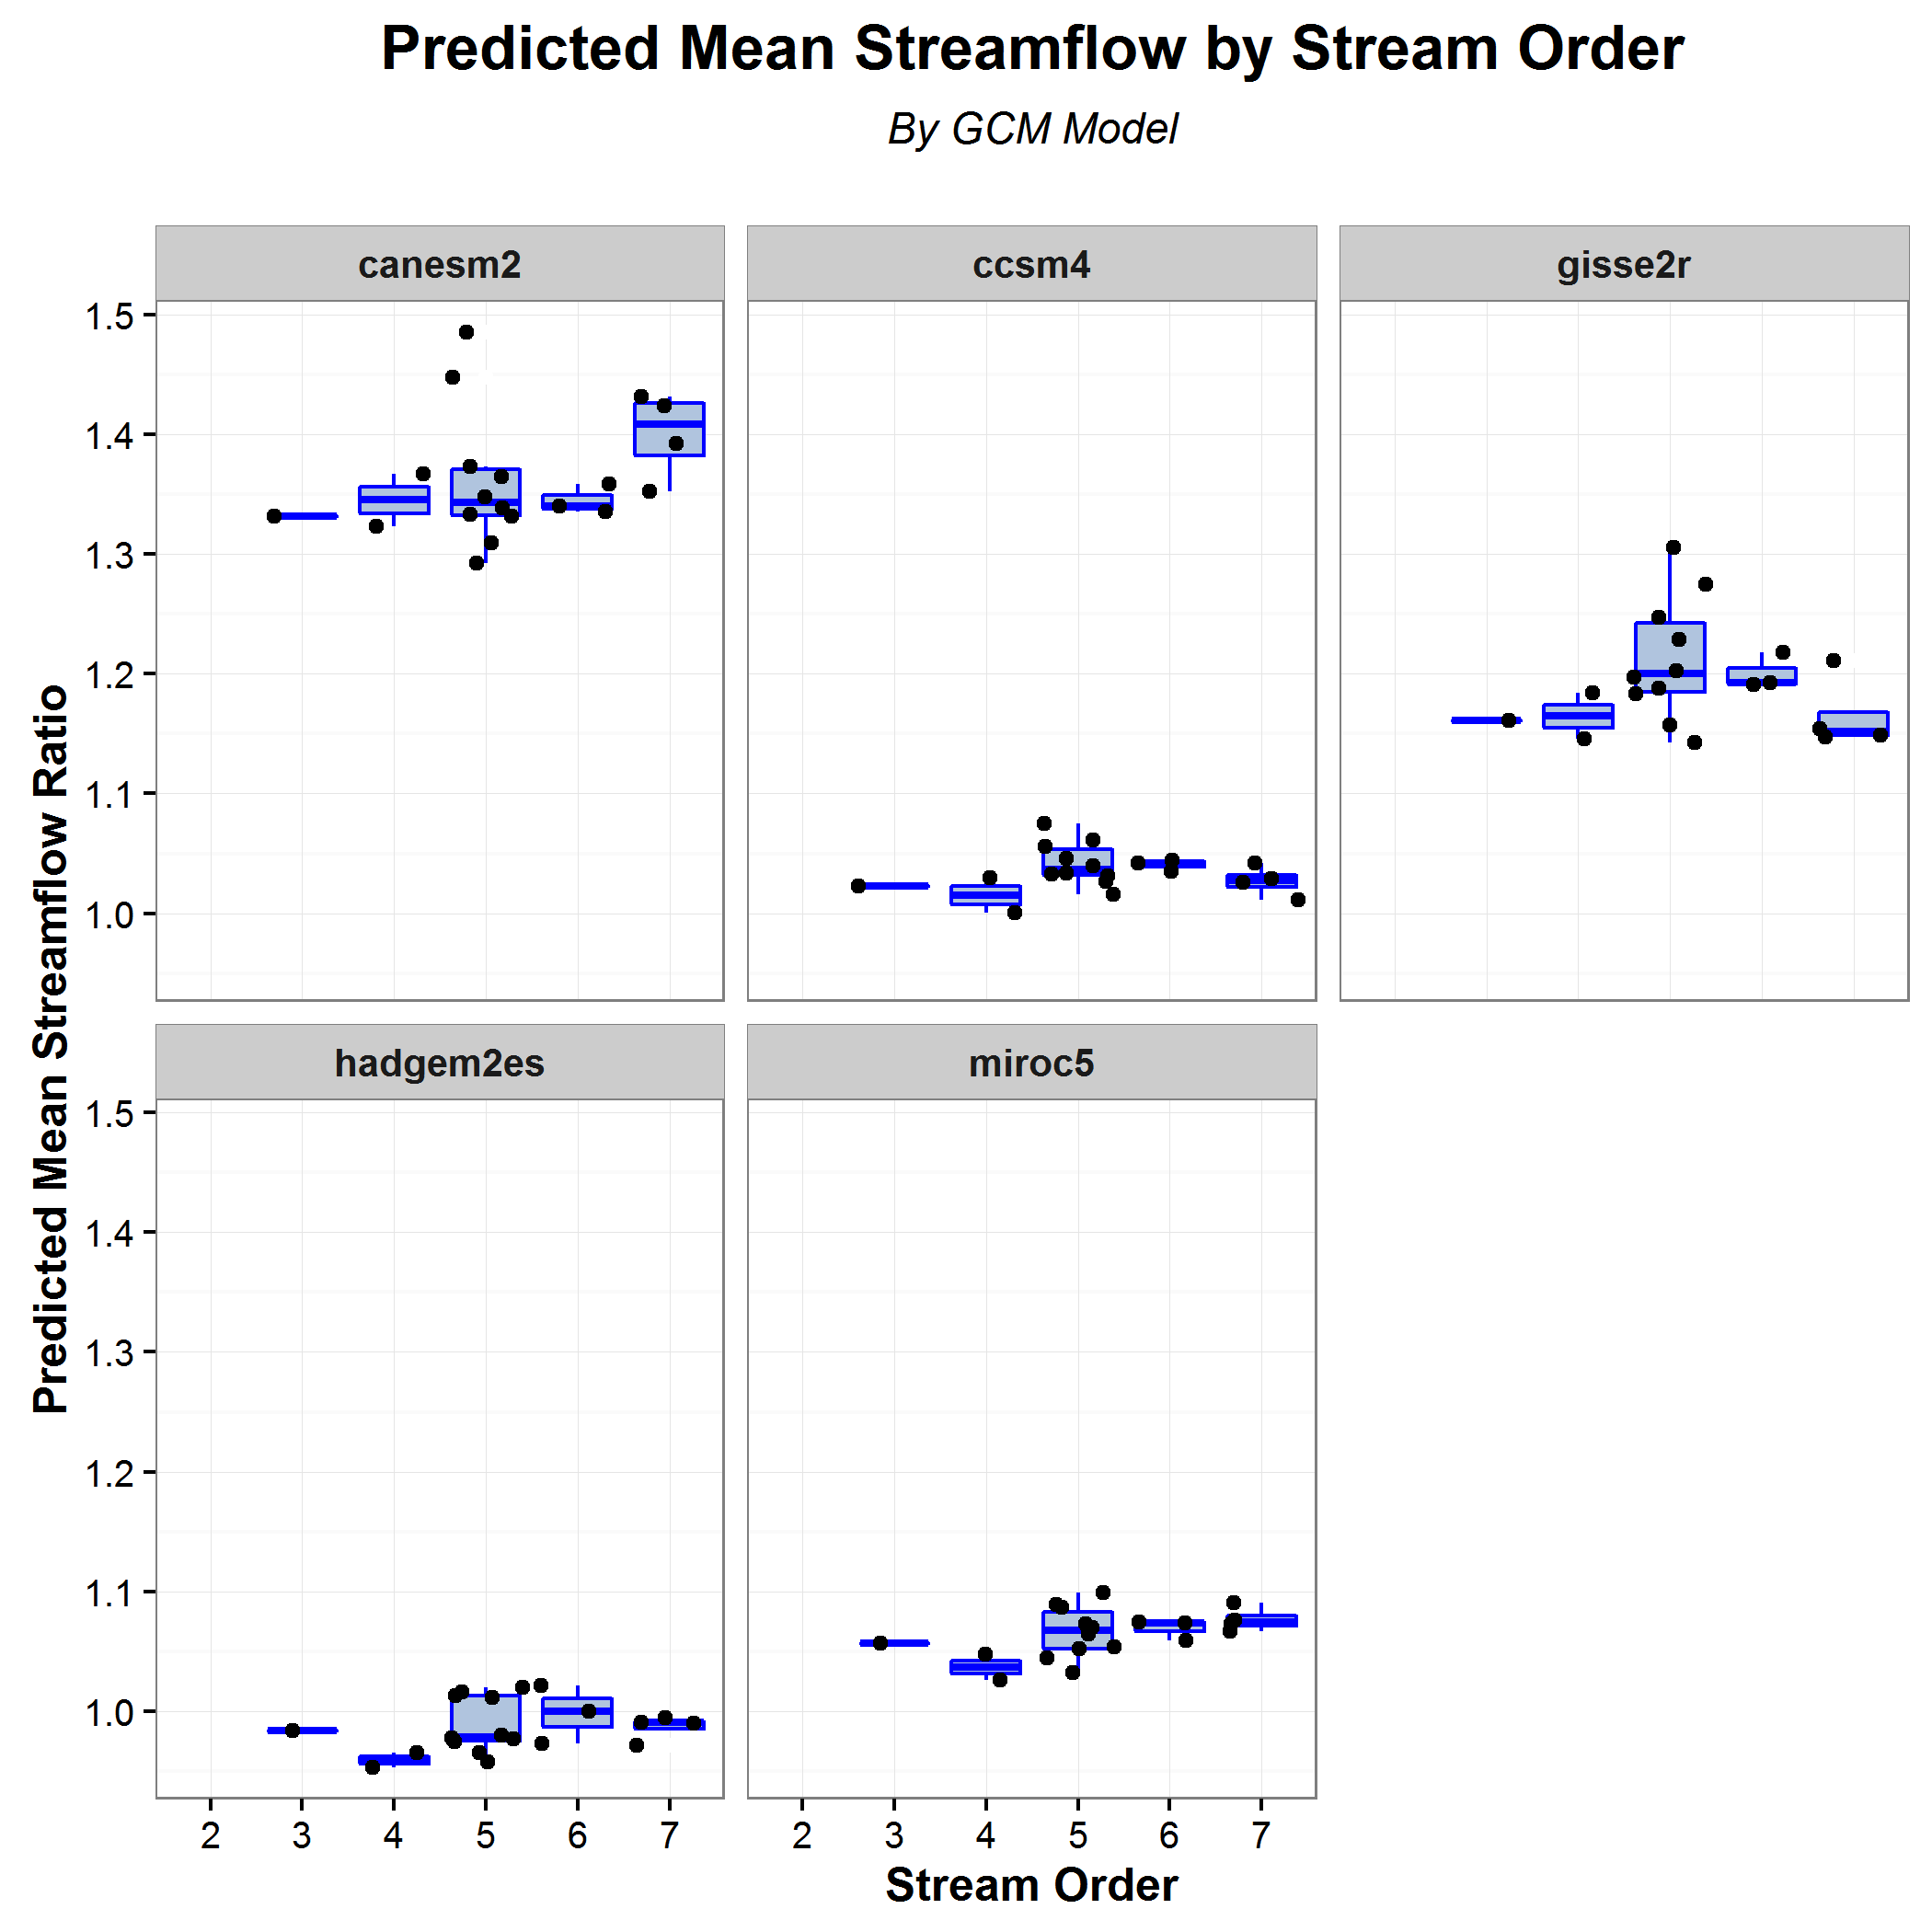 Predicted Mean Streamflow by Stream Order
By GCM Model
canesm2
ccsm4
gisse2r
1.5
1.4
1.3
1.2
1.1
1.0
Predicted Mean Streamflow Ratio
hadgem2es
miroc5
1.5
1.4
1.3
1.2
1.1
1.0
2 3 4 5 6 7
2 3 4 5 6 7
Stream Order